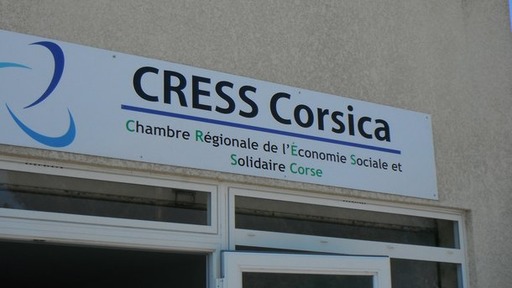 CRESS Corsica
Chambre Régionale de l'Économie Sociale et
Solidaire Corse